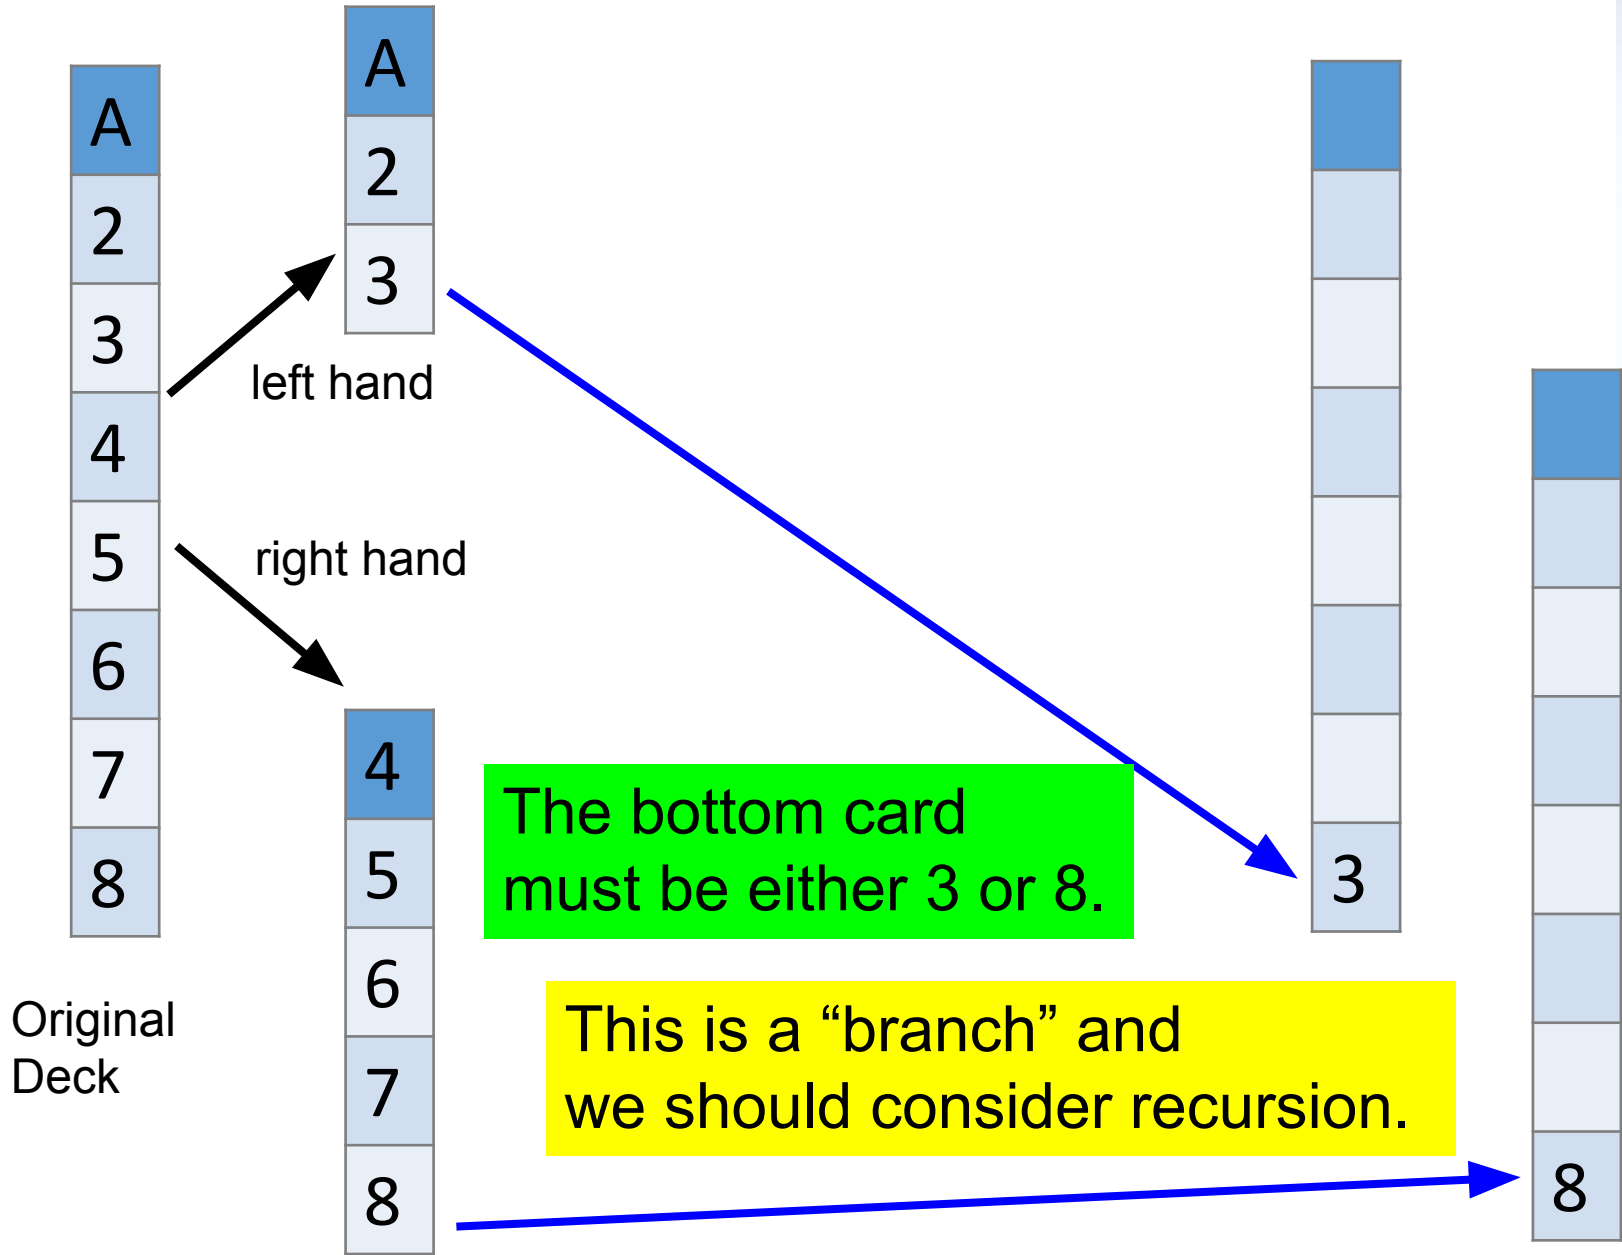 A
2
3
4
5
6
7
8
Original
Deck
A
2
3
left hand
right hand
4
5
6
7
8
The bottom card
must be either 3 or 8.
This is a “branch” and
we should consider recursion.
3
8